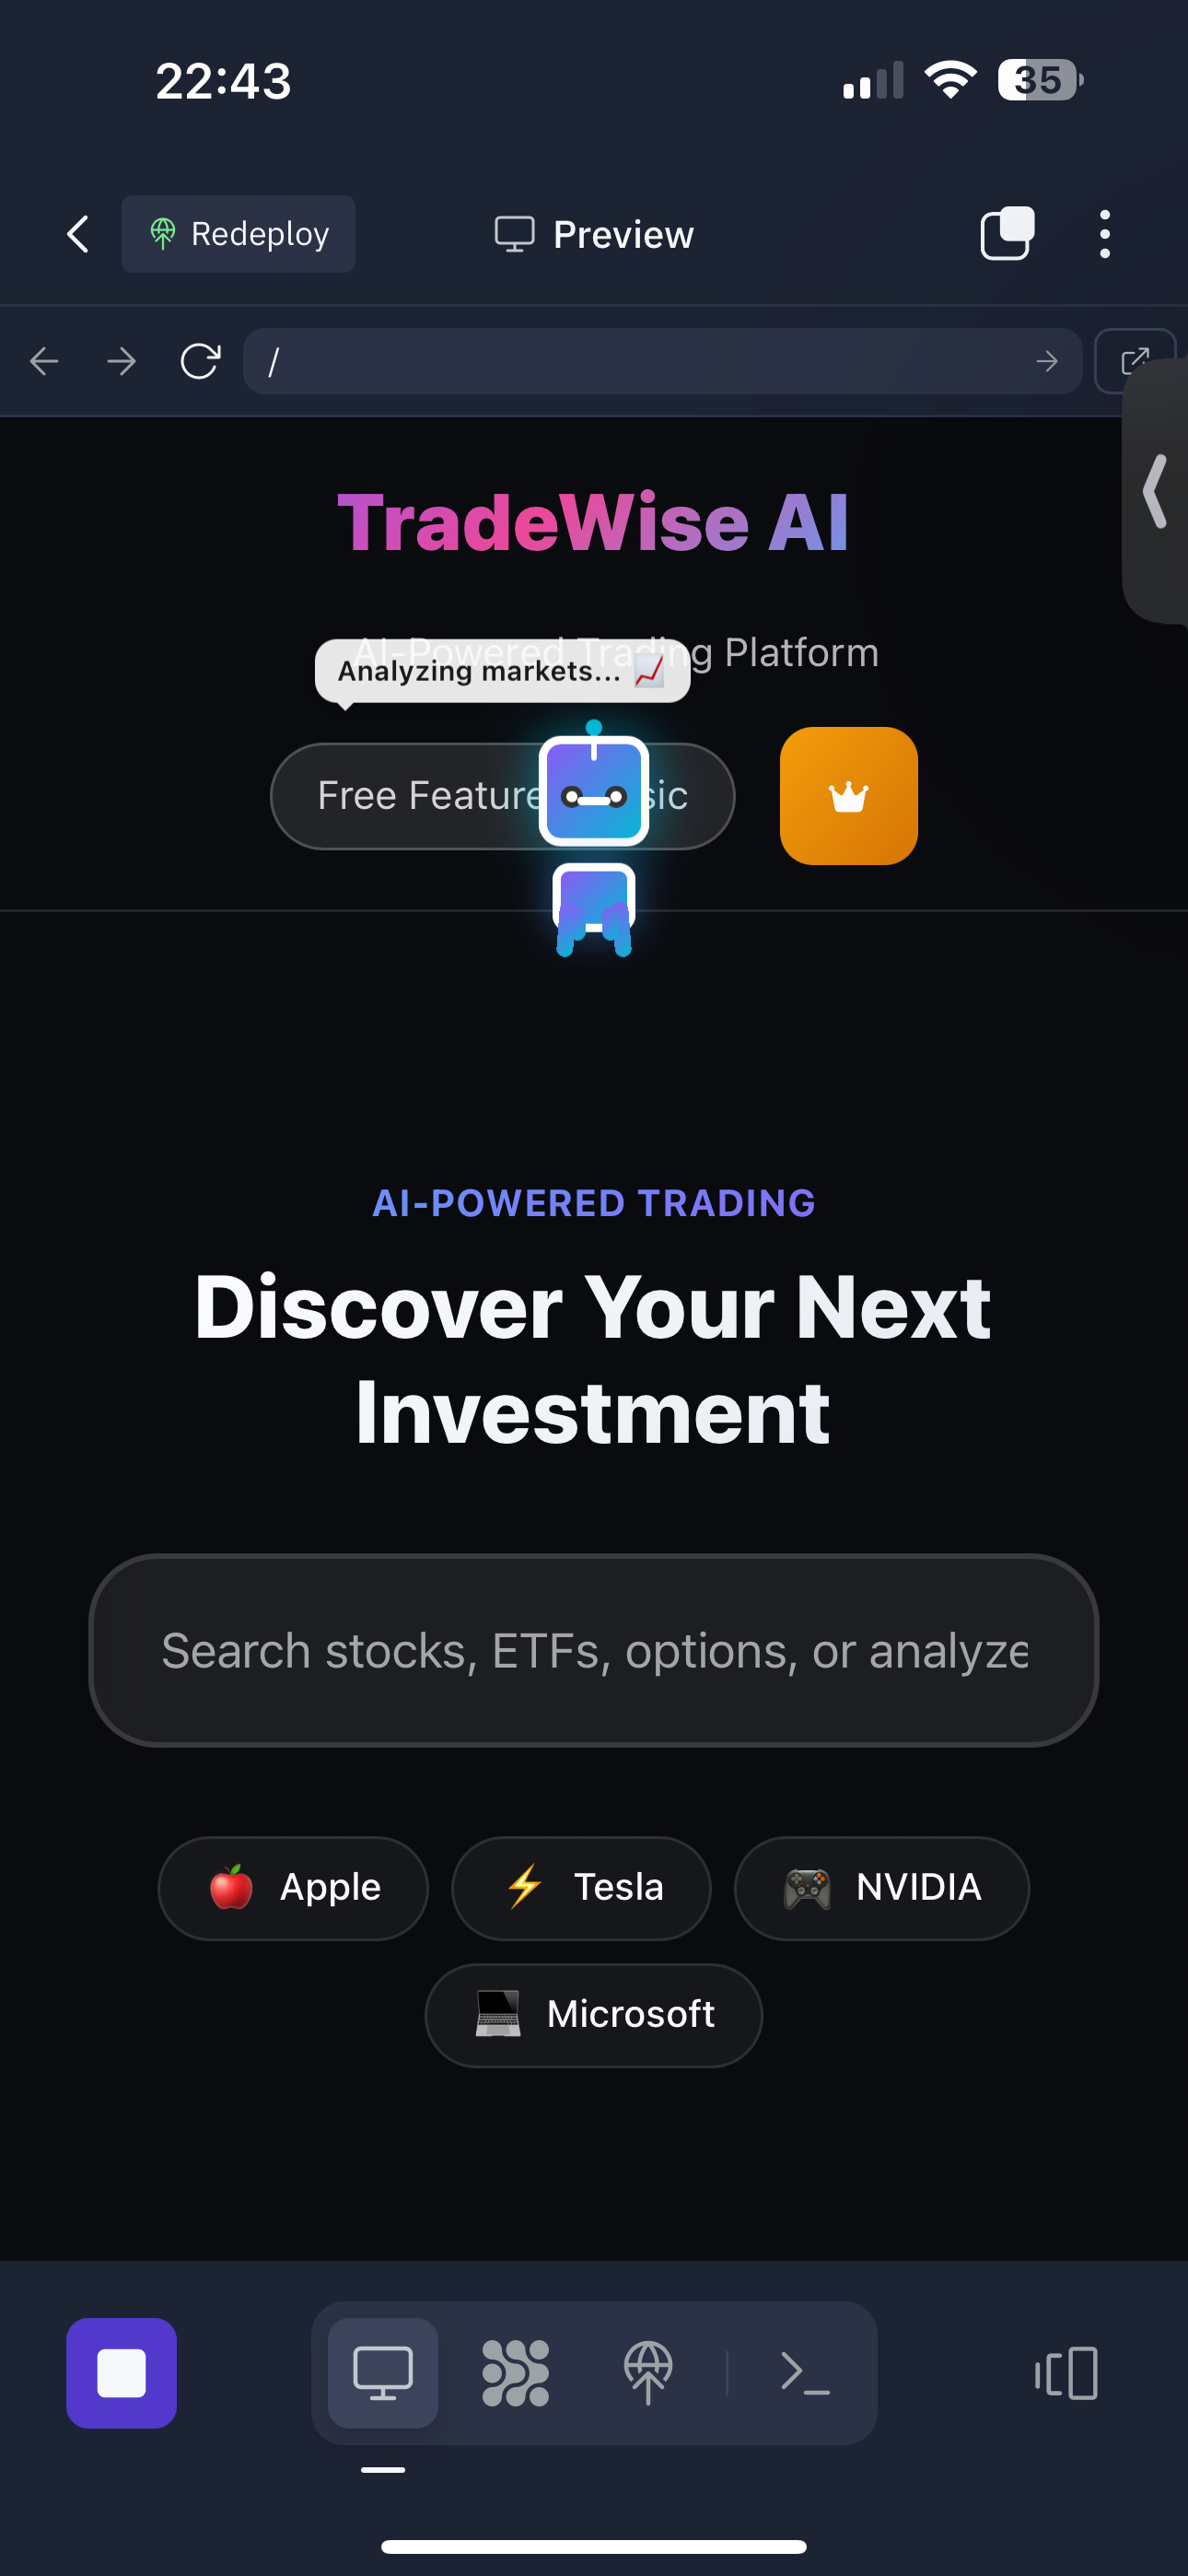 22:43
35
Redeploy
Preview
/
TradeWise AI
AI-Powered Trading Platform
Analyzing markets... 📈
Free Feature sic
AI-POWERED TRADING
Discover Your Next
Investment
Search stocks, ETFs, options, or analyze
🍎 Apple
⚡ Tesla
🎮 NVIDIA
💻 Microsoft